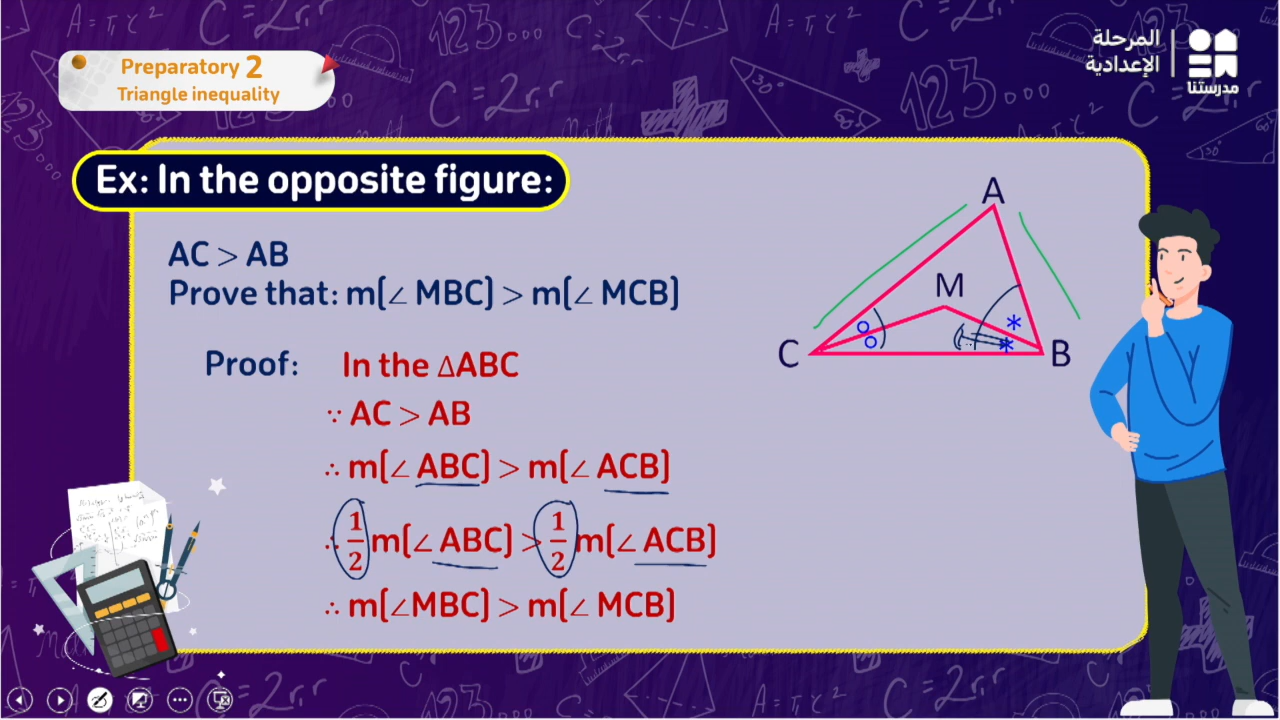 Preparatory 2
Triangle inequality
المرحلة
الإعدادية
مدرستنا
Ex: In the opposite figure:
AC > AB
Prove that: m(∠ MBC) > m(∠ MCB)
Proof: In the ΔABC
∵ AC > AB
∴ m(∠ ABC) > m(∠ ACB)
∴ 1/2 m(∠ ABC) > 1/2 m(∠ ACB)
∴ m(∠MBC) > m(∠ MCB)
A
M
C
B